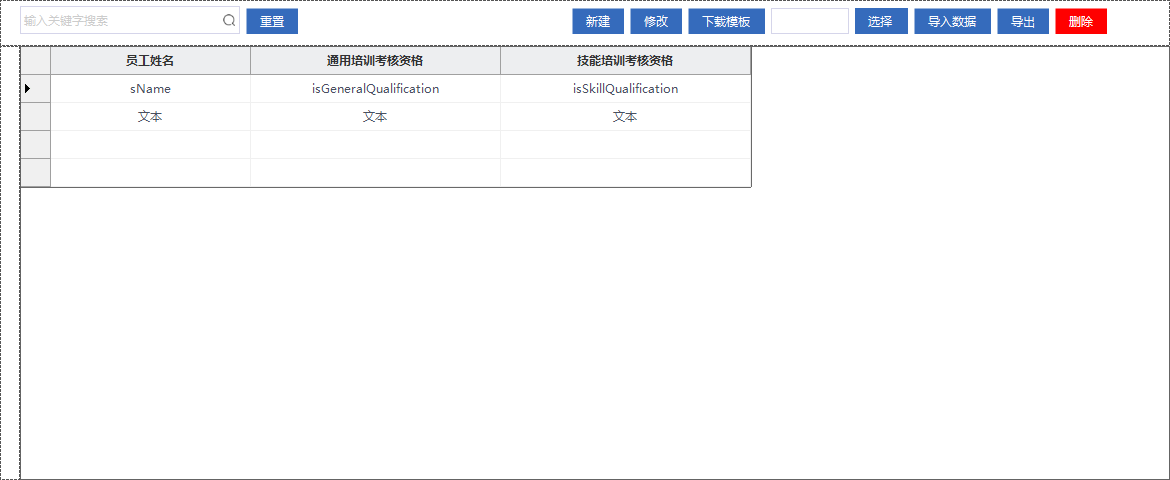 输入关键字搜索 重置 新建 修改 下载模板 选择 导入数据 导出 删除
员工姓名 通用培训考核资格 技能培训考核资格
sName isGeneralQualification isSkillQualification
文本 文本 文本